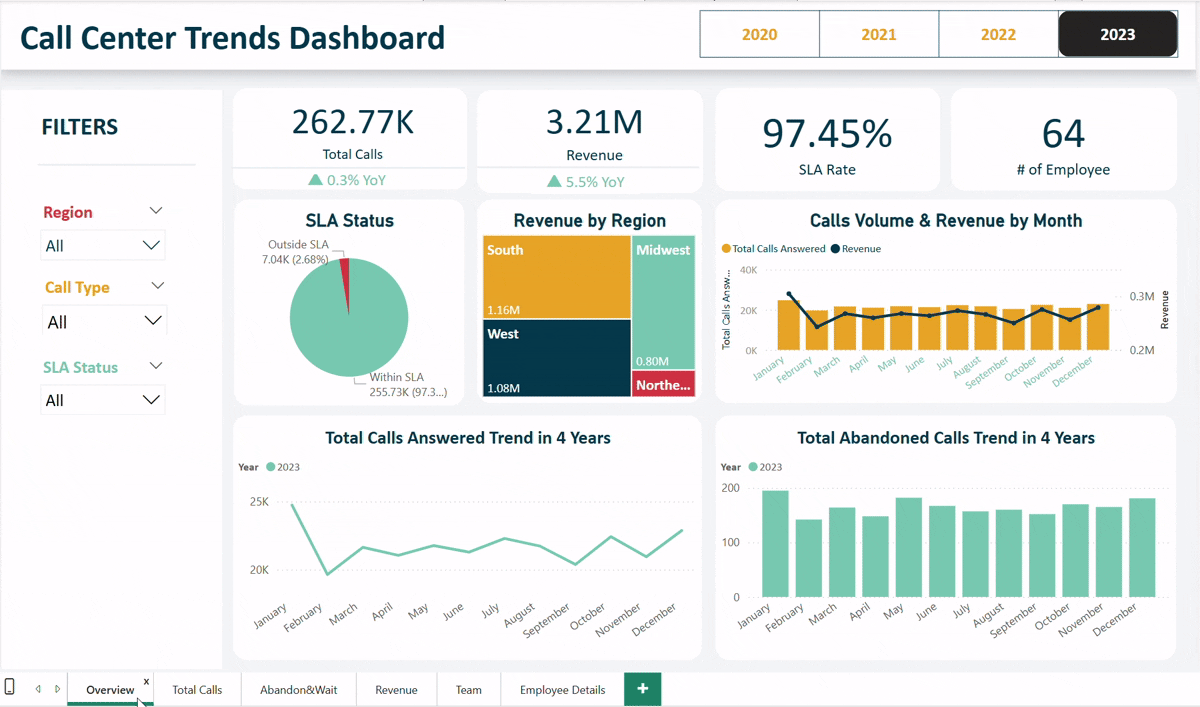 Call Center Trends Dashboard
2020
2021
2022
2023
FILTERS
Region
All
Call Type
All
SLA Status
All
262.77K
Total Calls
▲ 0.3% YoY
3.21M
Revenue
▲ 5.5% YoY
97.45%
SLA Rate
64
# of Employee
SLA Status
Outside SLA
7.04K (2.68%)
Within SLA
255.73K (97.3...)
Revenue by Region
South
1.16M
West
1.08M
Midwest
0.80M
Northe...
Calls Volume & Revenue by Month
Total Calls Answered
Revenue
Total Calls Answ...
40K
20K
0K
0.3M
0.2M
Revenue
January
February
March
April
May
June
July
August
September
October
November
December
Total Calls Answered Trend in 4 Years
Year
2023
25K
20K
January
February
March
April
May
June
July
August
September
October
November
December
Total Abandoned Calls Trend in 4 Years
Year
2023
200
100
0
January
February
March
April
May
June
July
August
September
October
November
December
Overview
x
Total Calls
Abandon&Wait
Revenue
Team
Employee Details
+